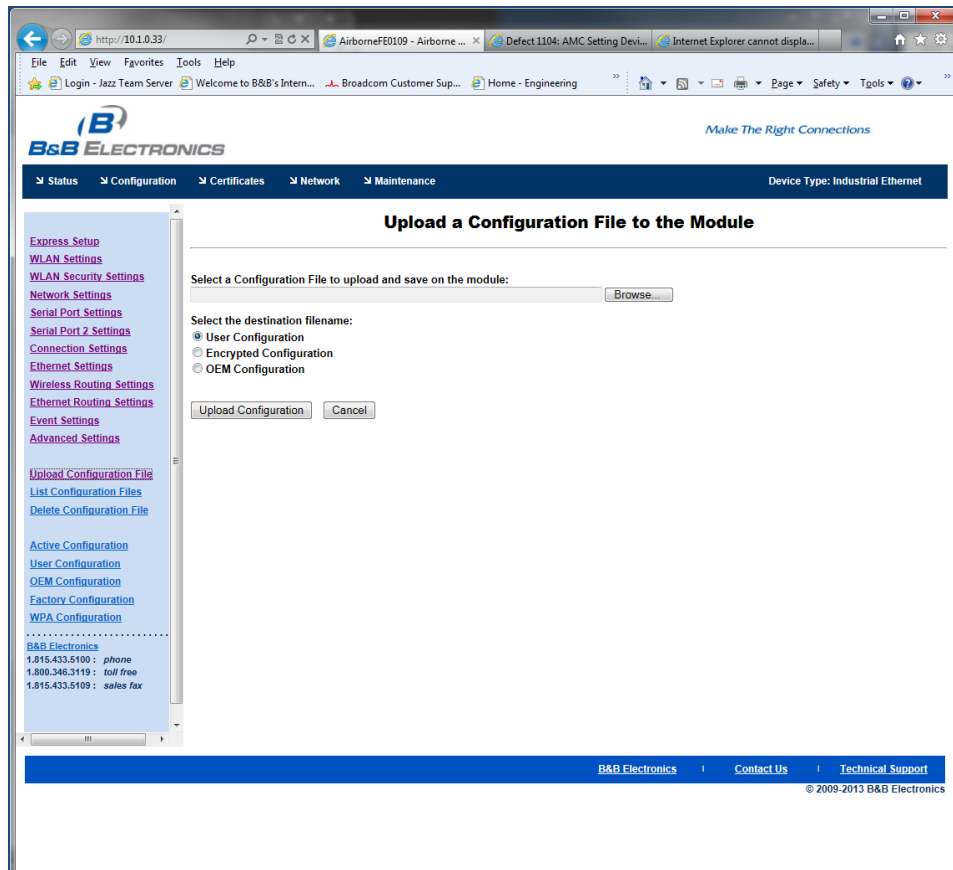 http://10.1.0.33/
AirborneFE0109 - Airborne ...
Defect 1104: AMC Setting Devi...
Internet Explorer cannot displa...
File Edit View Favorites Tools Help
Login - Jazz Team Server
Welcome to B&B's Intern...
Broadcom Customer Sup...
Home - Engineering
»
Page
Safety
Tools
»
B
B&B ELECTRONICS
Make The Right Connections
Status
Configuration
Certificates
Network
Maintenance
Device Type: Industrial Ethernet
Express Setup
WLAN Settings
WLAN Security Settings
Network Settings
Serial Port Settings
Serial Port 2 Settings
Connection Settings
Ethernet Settings
Wireless Routing Settings
Ethernet Routing Settings
Event Settings
Advanced Settings
Upload Configuration File
List Configuration Files
Delete Configuration File
Active Configuration
User Configuration
OEM Configuration
Factory Configuration
WPA Configuration
B&B Electronics
1.815.433.5100 : phone
1.800.346.3119 : toll free
1.815.433.5109 : sales fax
Upload a Configuration File to the Module
Select a Configuration File to upload and save on the module:
Browse...
Select the destination filename:
User Configuration
Encrypted Configuration
OEM Configuration
Upload Configuration
Cancel
B&B Electronics | Contact Us | Technical Support
© 2009-2013 B&B Electronics